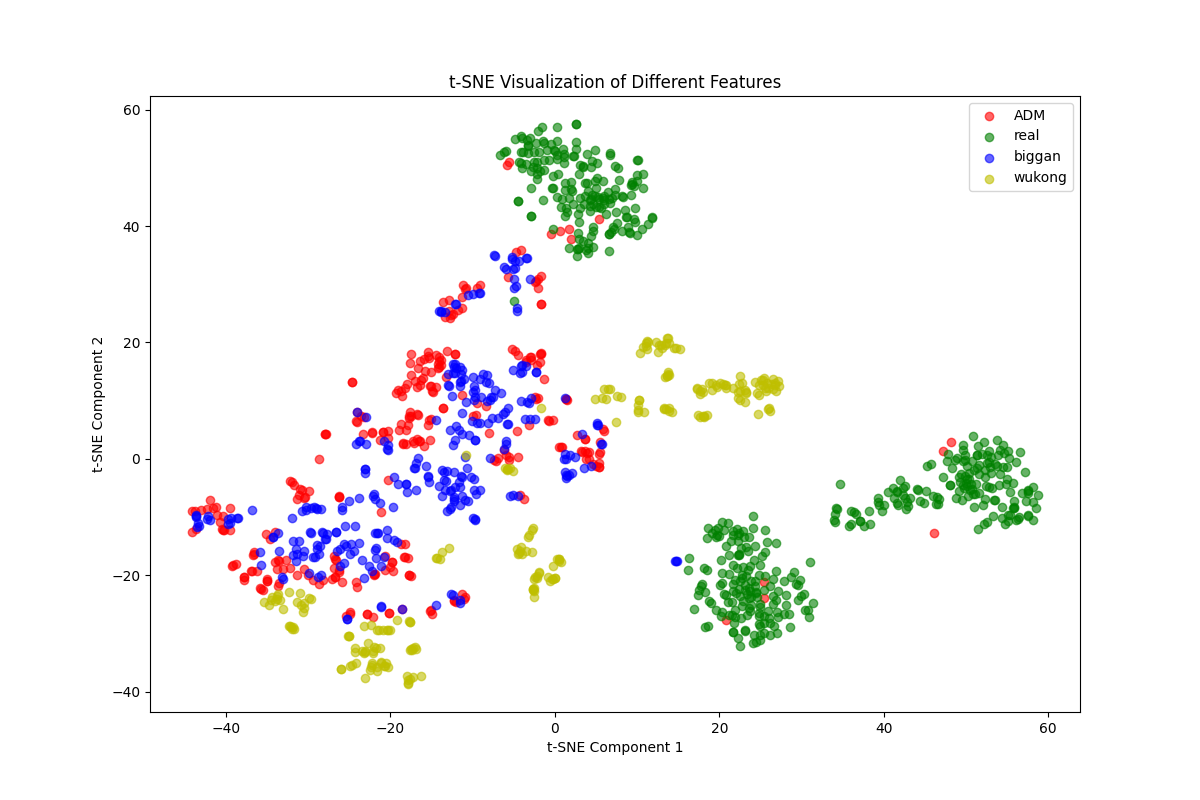 t-SNE Visualization of Different Features
ADM
real
biggan
wukong
60
40
20
0
−20
−40
t-SNE Component 2
−40
−20
0
20
40
60
t-SNE Component 1